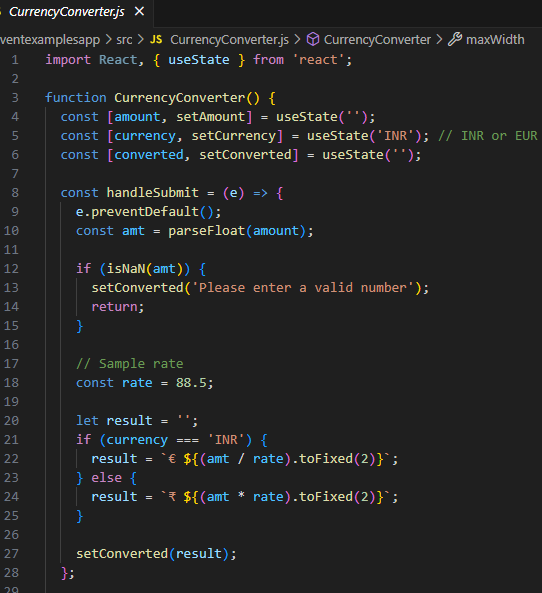 CurrencyConverter.js ×
ventexamplesapp > src > JS CurrencyConverter.js > CurrencyConverter > maxWidth
1 import React, { useState } from 'react';
2
3 function CurrencyConverter() {
4   const [amount, setAmount] = useState('');
5   const [currency, setCurrency] = useState('INR'); // INR or EUR
6   const [converted, setConverted] = useState('');
7
8   const handleSubmit = (e) => {
9     e.preventDefault();
10     const amt = parseFloat(amount);
11
12     if (isNaN(amt)) {
13       setConverted('Please enter a valid number');
14       return;
15     }
16
17     // Sample rate
18     const rate = 88.5;
19
20     let result = '';
21     if (currency === 'INR') {
22       result = `€ ${(amt / rate).toFixed(2)}`;
23     } else {
24       result = `₹ ${(amt * rate).toFixed(2)}`;
25     }
26
27     setConverted(result);
28   };
29